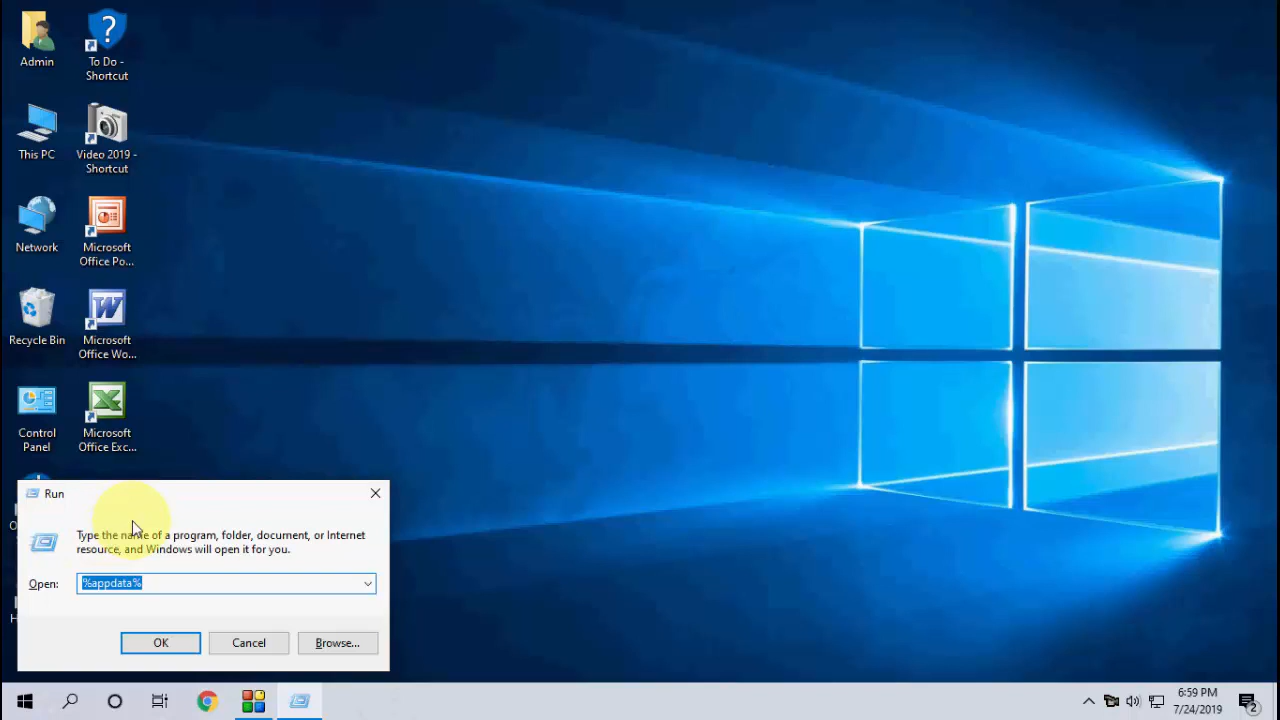 Admin
To Do -
Shortcut
This PC
Video 2019 -
Shortcut
Network
Microsoft
Office Po...
Recycle Bin
Microsoft
Office Wo...
Control
Panel
Microsoft
Office Exc...
Run
Type the name of a program, folder, document, or Internet
resource, and Windows will open it for you.
Open:
%appdata%
OK
Cancel
Browse...
6:59 PM
7/24/2019
2